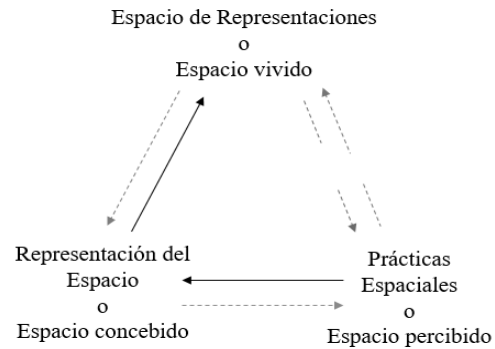 Espacio de Representaciones
o
Espacio vivido
Representación del
Espacio
o
Espacio concebido
Prácticas
Espaciales
o
Espacio percibido